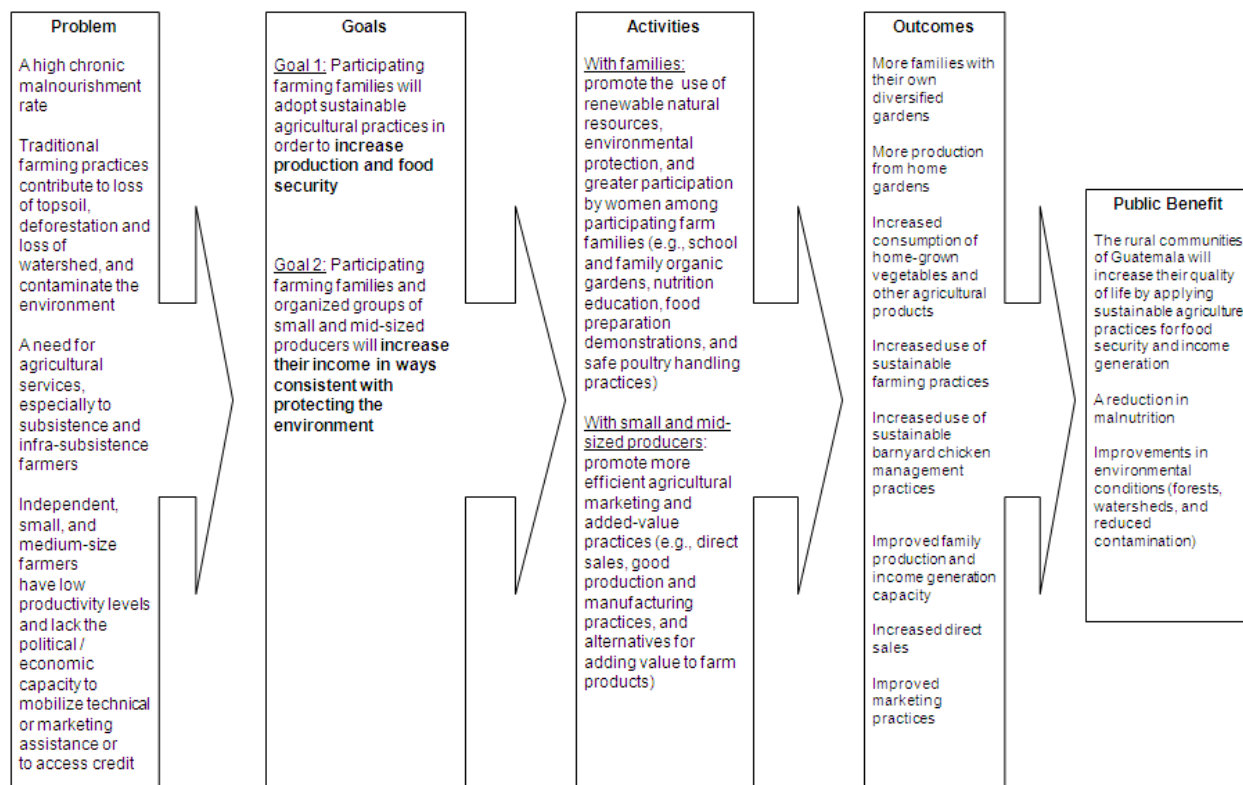 Problem
A high chronic
malnourishment
rate
Traditional
farming practices
contribute to loss
of topsoil,
deforestation and
loss of
watershed, and
contaminate the
environment
A need for
agricultural
services,
especially to
subsistence and
infra-subsistence
farmers
Independent,
small, and
medium-size
farmers
have low
productivity levels
and lack the
political /
economic
capacity to
mobilize technical
or marketing
assistance or
to access credit
Goals
Goal 1: Participating
farming families will
adopt sustainable
agricultural practices in
order to increase
production and food
security
Goal 2: Participating
farming families and
organized groups of
small and mid-sized
producers will increase
their income in ways
consistent with
protecting the
environment
Activities
With families:
promote the use of
renewable natural
resources,
environmental
protection, and
greater participation
by women among
participating farm
families (e.g., school
and family organic
gardens, nutrition
education, food
preparation
demonstrations, and
safe poultry handling
practices)
With small and mid-
sized producers:
promote more
efficient agricultural
marketing and
added-value
practices (e.g., direct
sales, good
production and
manufacturing
practices, and
alternatives for
adding value to farm
products)
Outcomes
More families with
their own
diversified
gardens
More production
from home
gardens
Increased
consumption of
home-grown
vegetables and
other agricultural
products
Increased use of
sustainable
farming practices
Increased use of
sustainable
barnyard chicken
management
practices
Improved family
production and
income generation
capacity
Increased direct
sales
Improved
marketing
practices
Public Benefit
The rural communities
of Guatemala will
increase their quality
of life by applying
sustainable agriculture
practices for food
security and income
generation
A reduction in
malnutrition
Improvements in
environmental
conditions (forests,
watersheds, and
reduced
contamination)